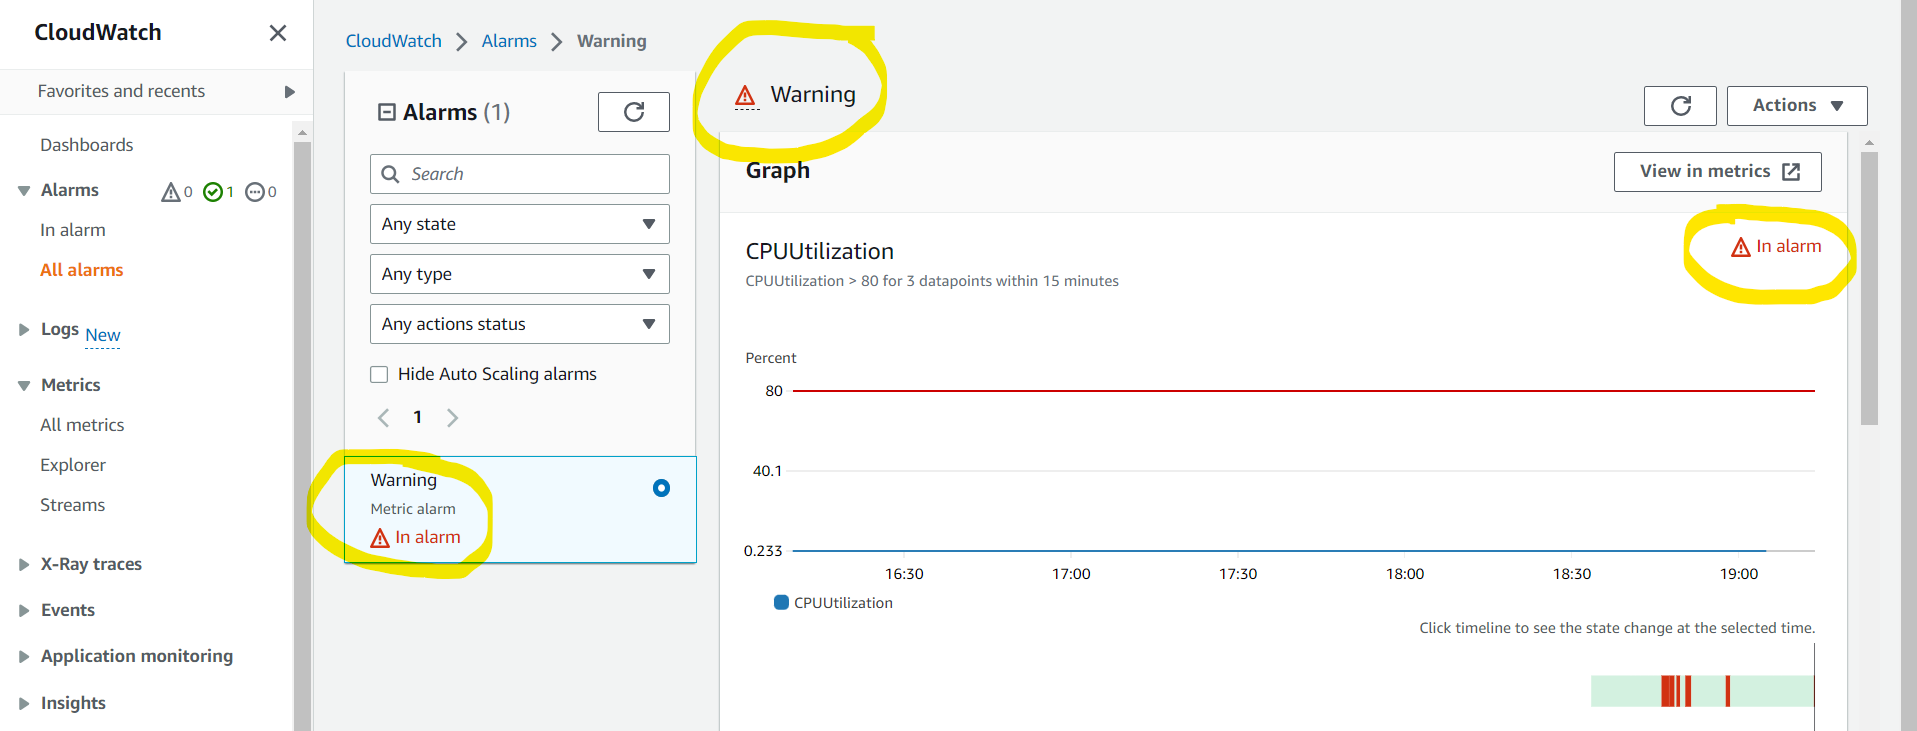 CloudWatch
Favorites and recents
Dashboards
Alarms 0 1 0
In alarm
All alarms
Logs New
Metrics
All metrics
Explorer
Streams
X-Ray traces
Events
Application monitoring
Insights
CloudWatch > Alarms > Warning
Alarms (1)
Search
Any state
Any type
Any actions status
Hide Auto Scaling alarms
1
Warning
Metric alarm
In alarm
Warning
Actions
Graph
View in metrics
CPUUtilization
In alarm
CPUUtilization > 80 for 3 datapoints within 15 minutes
Percent
80
40.1
0.233
16:30 17:00 17:30 18:00 18:30 19:00
CPUUtilization
Click timeline to see the state change at the selected time.